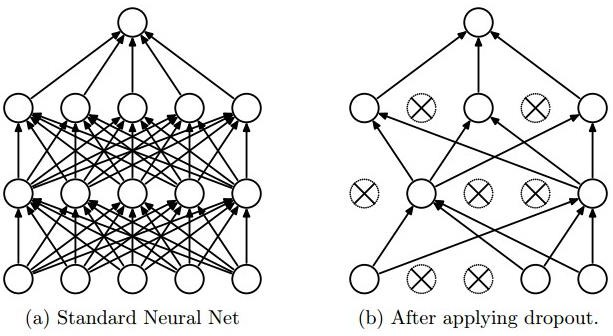 (a) Standard Neural Net
(b) After applying dropout.